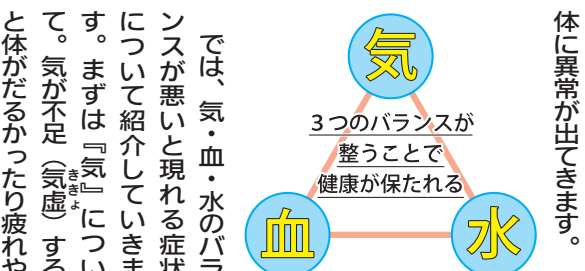 体に異常が出てきます。
気
3つのバランスが
整うことで
健康が保たれる
血
水
では、気・血・水のバラ
ンスが悪いと現れる症状
について紹介していきま
す。まずは『気』につい
て。気が不足（気虚）する
ききょ
と体がだるかったり疲れや